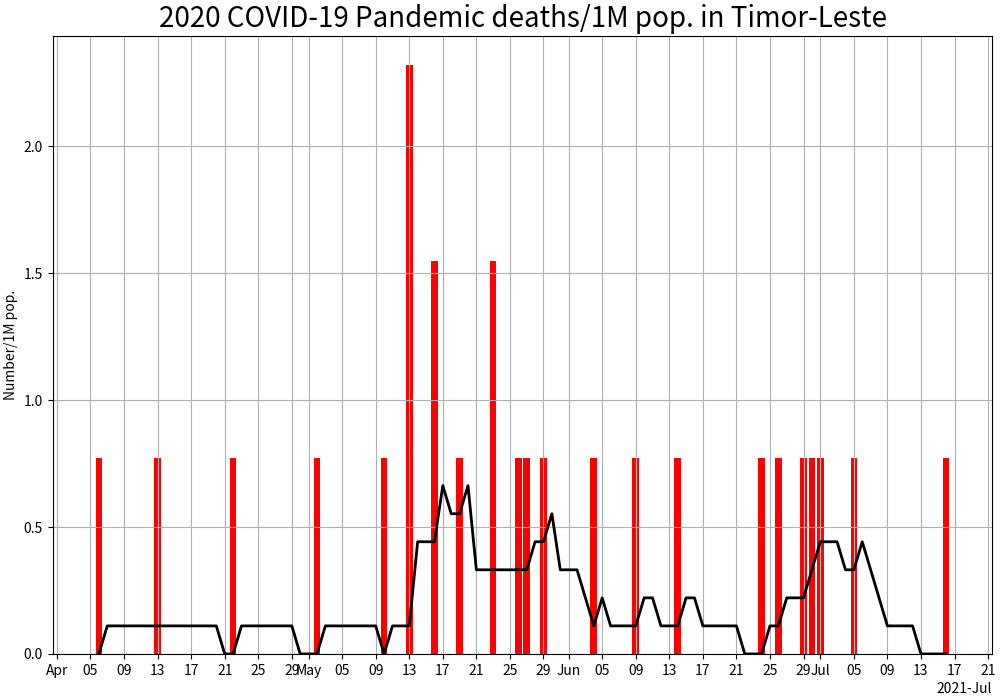 2020 COVID-19 Pandemic deaths/1M pop. in Timor-Leste
Number/1M pop.
2.0
1.5
1.0
0.5
0.0
Apr 05 09 13 17 21 25 29 May 05 09 13 17 21 25 29 Jun 05 09 13 17 21 25 29 Jul 05 09 13 17 21
2021-Jul